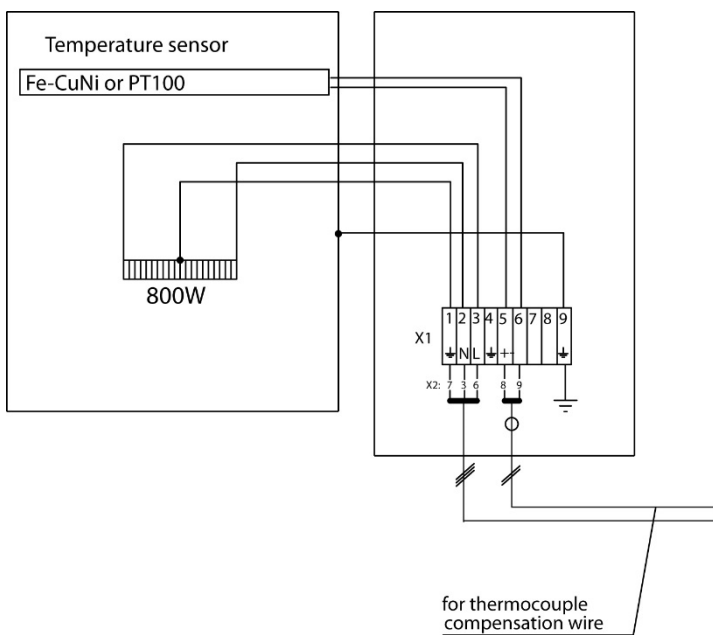 Temperature sensor
Fe-CuNi or PT100
800W
1 2 3 4 5 6 7 8 9
X1
N L + -
X2: 7 3 6 8 9
for thermocouple
compensation wire